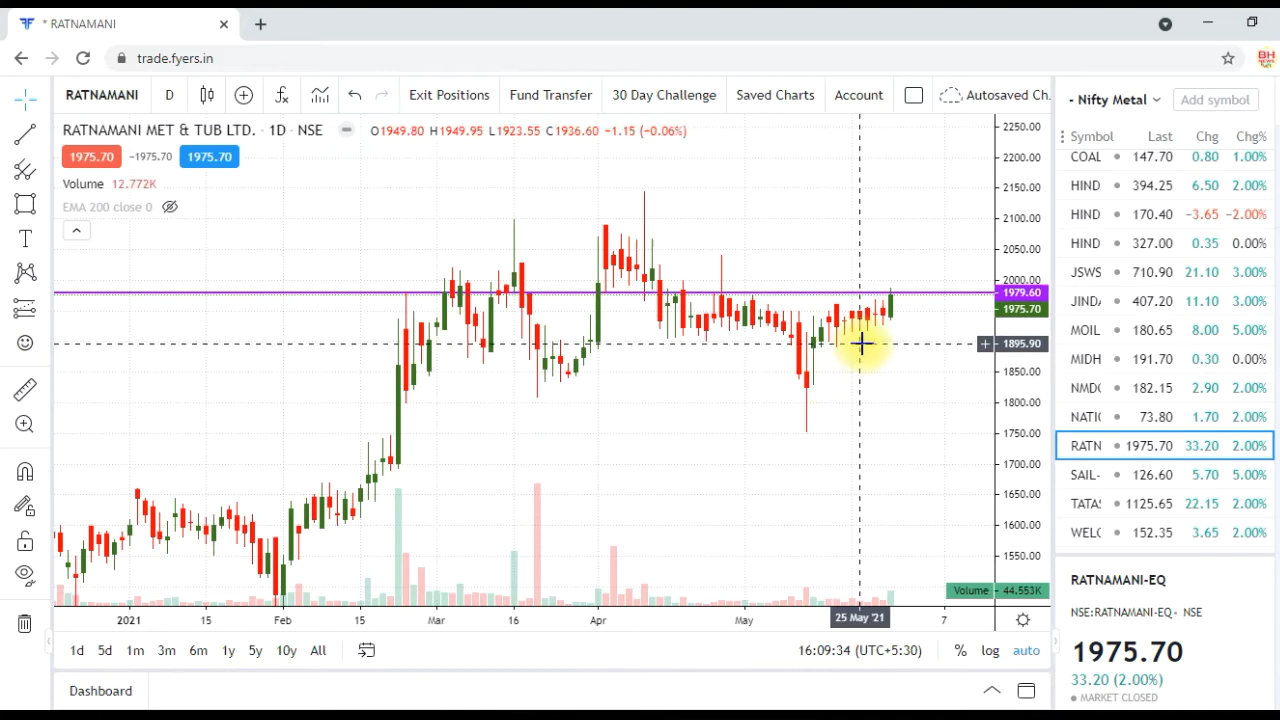 * RATNAMANI
trade.fyers.in
BH
NEWS
RATNAMANI D Exit Positions Fund Transfer 30 Day Challenge Saved Charts Account Autosaved Ch.
- Nifty Metal Add symbol
RATNAMANI MET & TUB LTD. · 1D · NSE O1949.80 H1949.95 L1923.55 C1936.60 −1.15 (−0.06%)
1975.70 −1975.70 1975.70
Volume 12.772K
EMA 200 close 0
2250.00
2200.00
2150.00
2100.00
2050.00
2000.00
1979.60
1975.70
1895.90
1850.00
1800.00
1750.00
1700.00
1650.00
1600.00
1550.00
Volume 44.553K
2021 15 Feb 15 Mar 16 Apr May 25 May '21 7
1d 5d 1m 3m 6m 1y 5y 10y All 16:09:34 (UTC+5:30) % log auto
Dashboard
Symbol Last Chg Chg%
COAL 147.70 0.80 1.00%
HIND 394.25 6.50 2.00%
HIND 170.40 −3.65 −2.00%
HIND 327.00 0.35 0.00%
JSWS 710.90 21.10 3.00%
JIND 407.20 11.10 3.00%
MOIL 180.65 8.00 5.00%
MIDH 191.70 0.30 0.00%
NMDC 182.15 2.90 2.00%
NATI 73.80 1.70 2.00%
RATN 1975.70 33.20 2.00%
SAIL- 126.60 5.70 5.00%
TATAS 1125.65 22.15 2.00%
WELC 152.35 3.65 2.00%
RATNAMANI-EQ
NSE:RATNAMANI-EQ · NSE
1975.70
33.20 (2.00%)
MARKET CLOSED